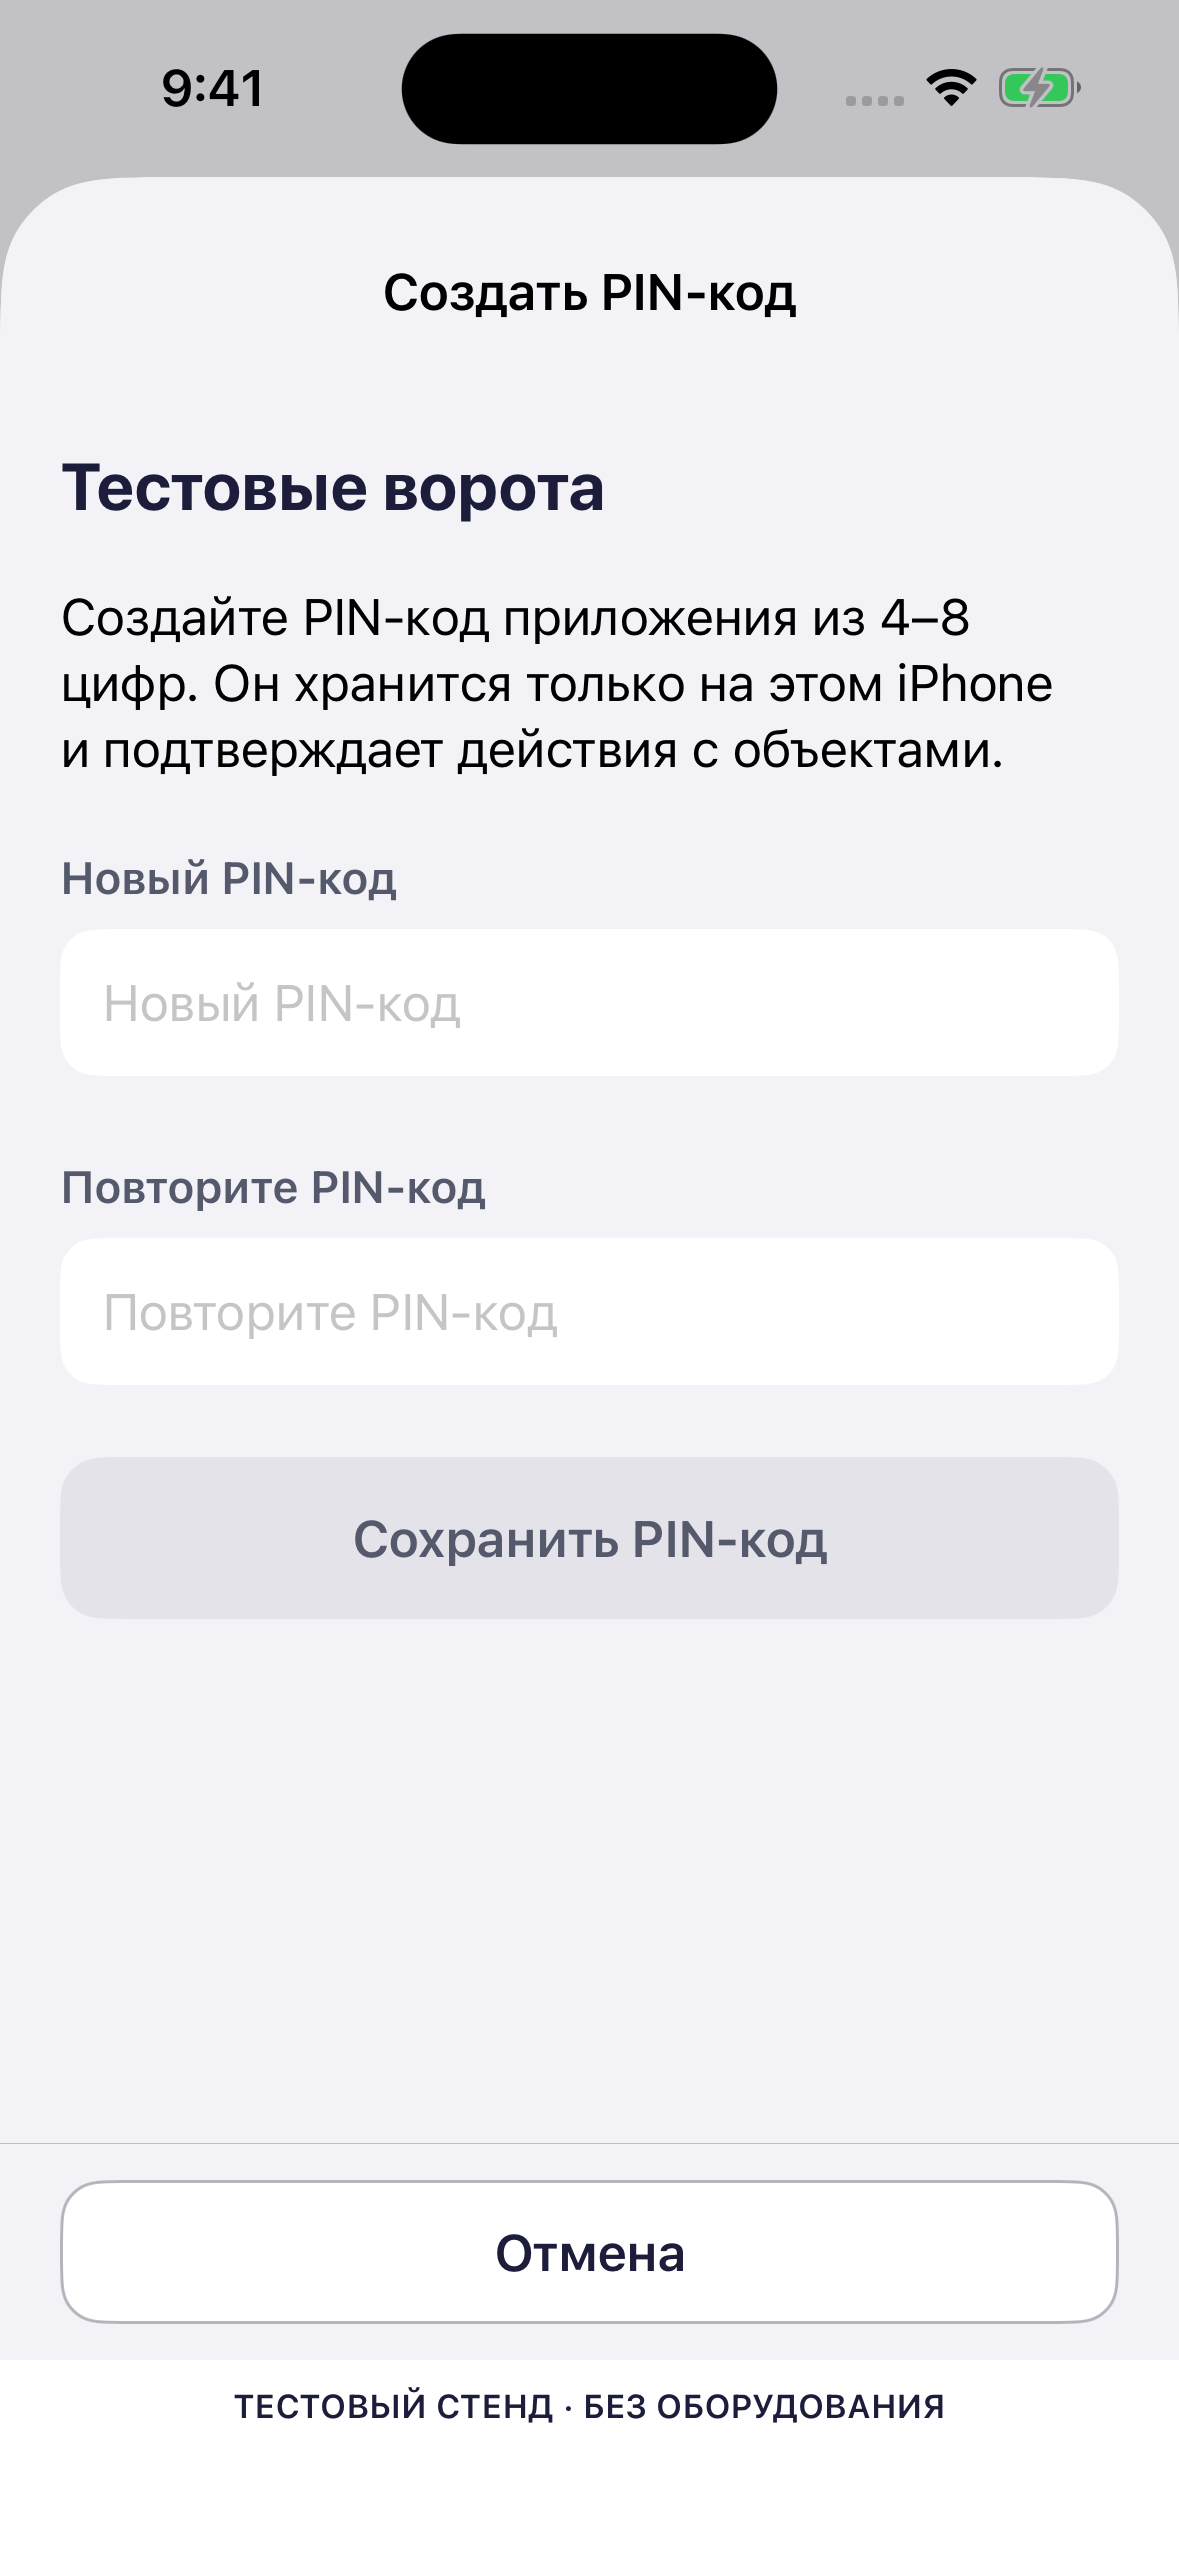 9:41
Создать PIN-код
Тестовые ворота
Создайте PIN-код приложения из 4–8
цифр. Он хранится только на этом iPhone
и подтверждает действия с объектами.
Новый PIN-код
Новый PIN-код
Повторите PIN-код
Повторите PIN-код
Сохранить PIN-код
Отмена
ТЕСТОВЫЙ СТЕНД · БЕЗ ОБОРУДОВАНИЯ